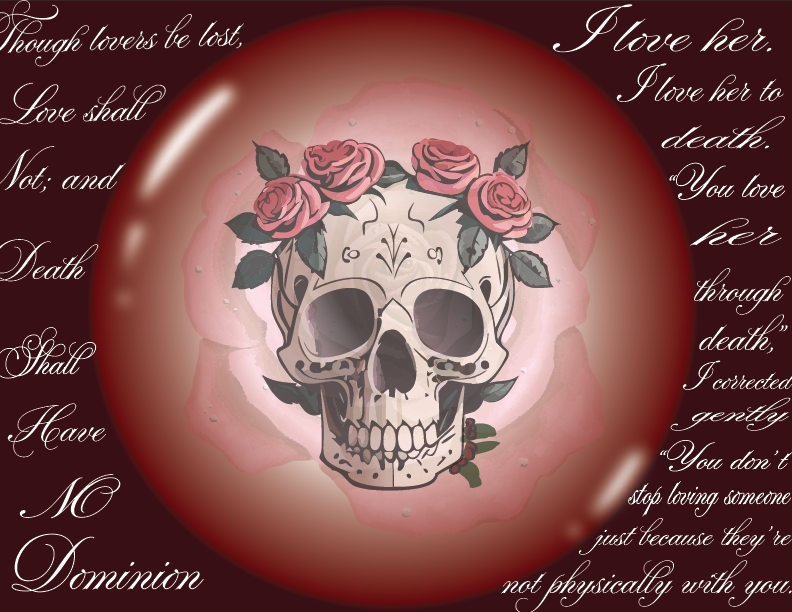 Though lovers be lost,
Love shall
Not; and
Death
Shall
Have
No
Dominion
I love her.
I love her to
death.
“You love
her
through
death,”
I corrected
gently
“You don't
stop loving someone
just because they're
not physically with you.